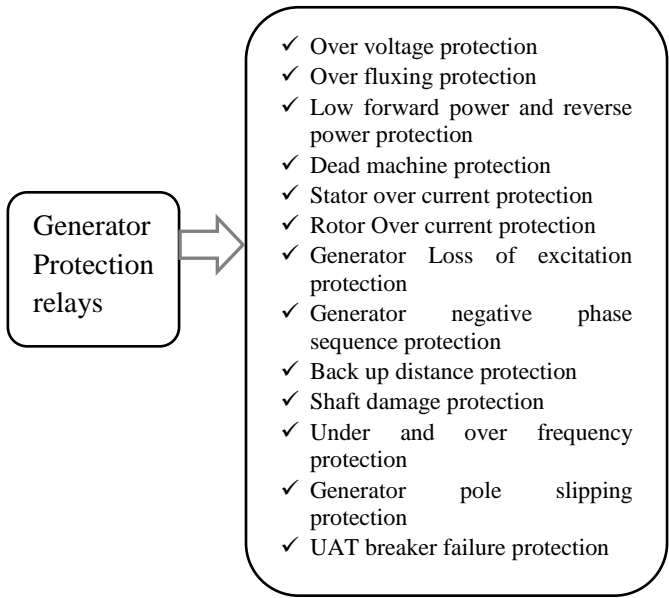 Generator
Protection
relays
✓ Over voltage protection
✓ Over fluxing protection
✓ Low forward power and reverse
power protection
✓ Dead machine protection
✓ Stator over current protection
✓ Rotor Over current protection
✓ Generator Loss of excitation
protection
✓ Generator negative phase
sequence protection
✓ Back up distance protection
✓ Shaft damage protection
✓ Under and over frequency
protection
✓ Generator pole slipping
protection
✓ UAT breaker failure protection